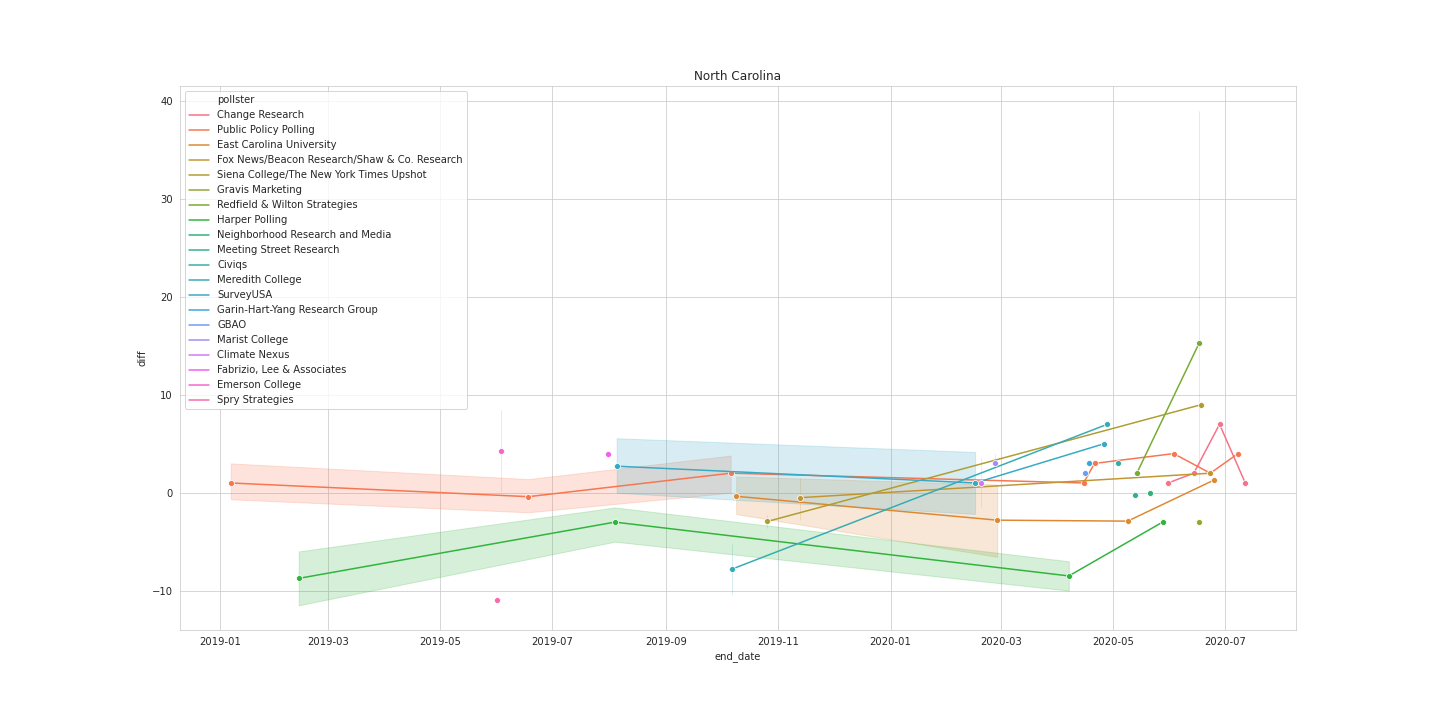 North Carolina
40
30
20
10
0
−10
diff
pollster
Change Research
Public Policy Polling
East Carolina University
Fox News/Beacon Research/Shaw & Co. Research
Siena College/The New York Times Upshot
Gravis Marketing
Redfield & Wilton Strategies
Harper Polling
Neighborhood Research and Media
Meeting Street Research
Civiqs
Meredith College
SurveyUSA
Garin-Hart-Yang Research Group
GBAO
Marist College
Climate Nexus
Fabrizio, Lee & Associates
Emerson College
Spry Strategies
2019-01 2019-03 2019-05 2019-07 2019-09 2019-11 2020-01 2020-03 2020-05 2020-07
end_date